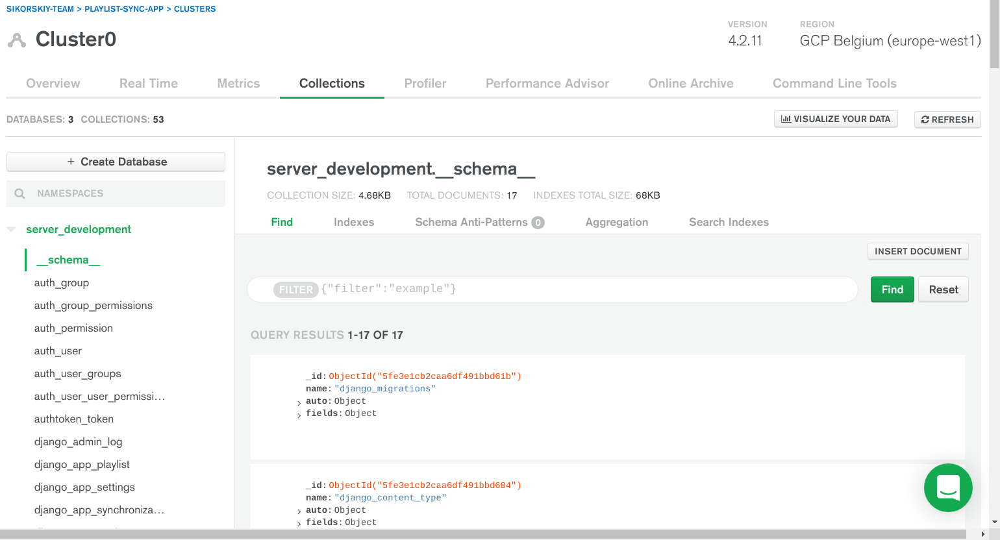 SIKORSKIY-TEAM > PLAYLIST-SYNC-APP > CLUSTERS
Cluster0
VERSION
4.2.11
REGION
GCP Belgium (europe-west1)
Overview Real Time Metrics Collections Profiler Performance Advisor Online Archive Command Line Tools
DATABASES: 3 COLLECTIONS: 53
VISUALIZE YOUR DATA
REFRESH
+ Create Database
NAMESPACES
server_development
__schema__
auth_group
auth_group_permissions
auth_permission
auth_user
auth_user_groups
auth_user_user_permissi...
authtoken_token
django_admin_log
django_app_playlist
django_app_settings
django_app_synchroniza...
server_development.__schema__
COLLECTION SIZE: 4.68KB TOTAL DOCUMENTS: 17 INDEXES TOTAL SIZE: 68KB
Find Indexes Schema Anti-Patterns 0 Aggregation Search Indexes
INSERT DOCUMENT
FILTER {"filter":"example"}
Find
Reset
QUERY RESULTS 1-17 OF 17
_id: ObjectId("5fe3e1cb2caa6df491bbd61b")
name: "django_migrations"
auto: Object
fields: Object
_id: ObjectId("5fe3e1cb2caa6df491bbd684")
name: "django_content_type"
auto: Object
fields: Object